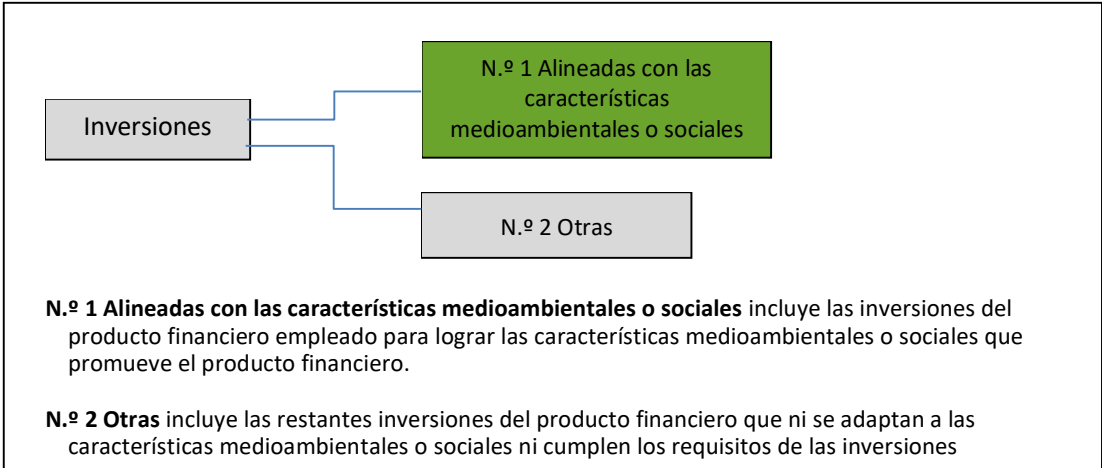 N.º 1 Alineadas con las
características
medioambientales o sociales
Inversiones
N.º 2 Otras
N.º 1 Alineadas con las características medioambientales o sociales incluye las inversiones del
producto financiero empleado para lograr las características medioambientales o sociales que
promueve el producto financiero.
N.º 2 Otras incluye las restantes inversiones del producto financiero que ni se adaptan a las
características medioambientales o sociales ni cumplen los requisitos de las inversiones